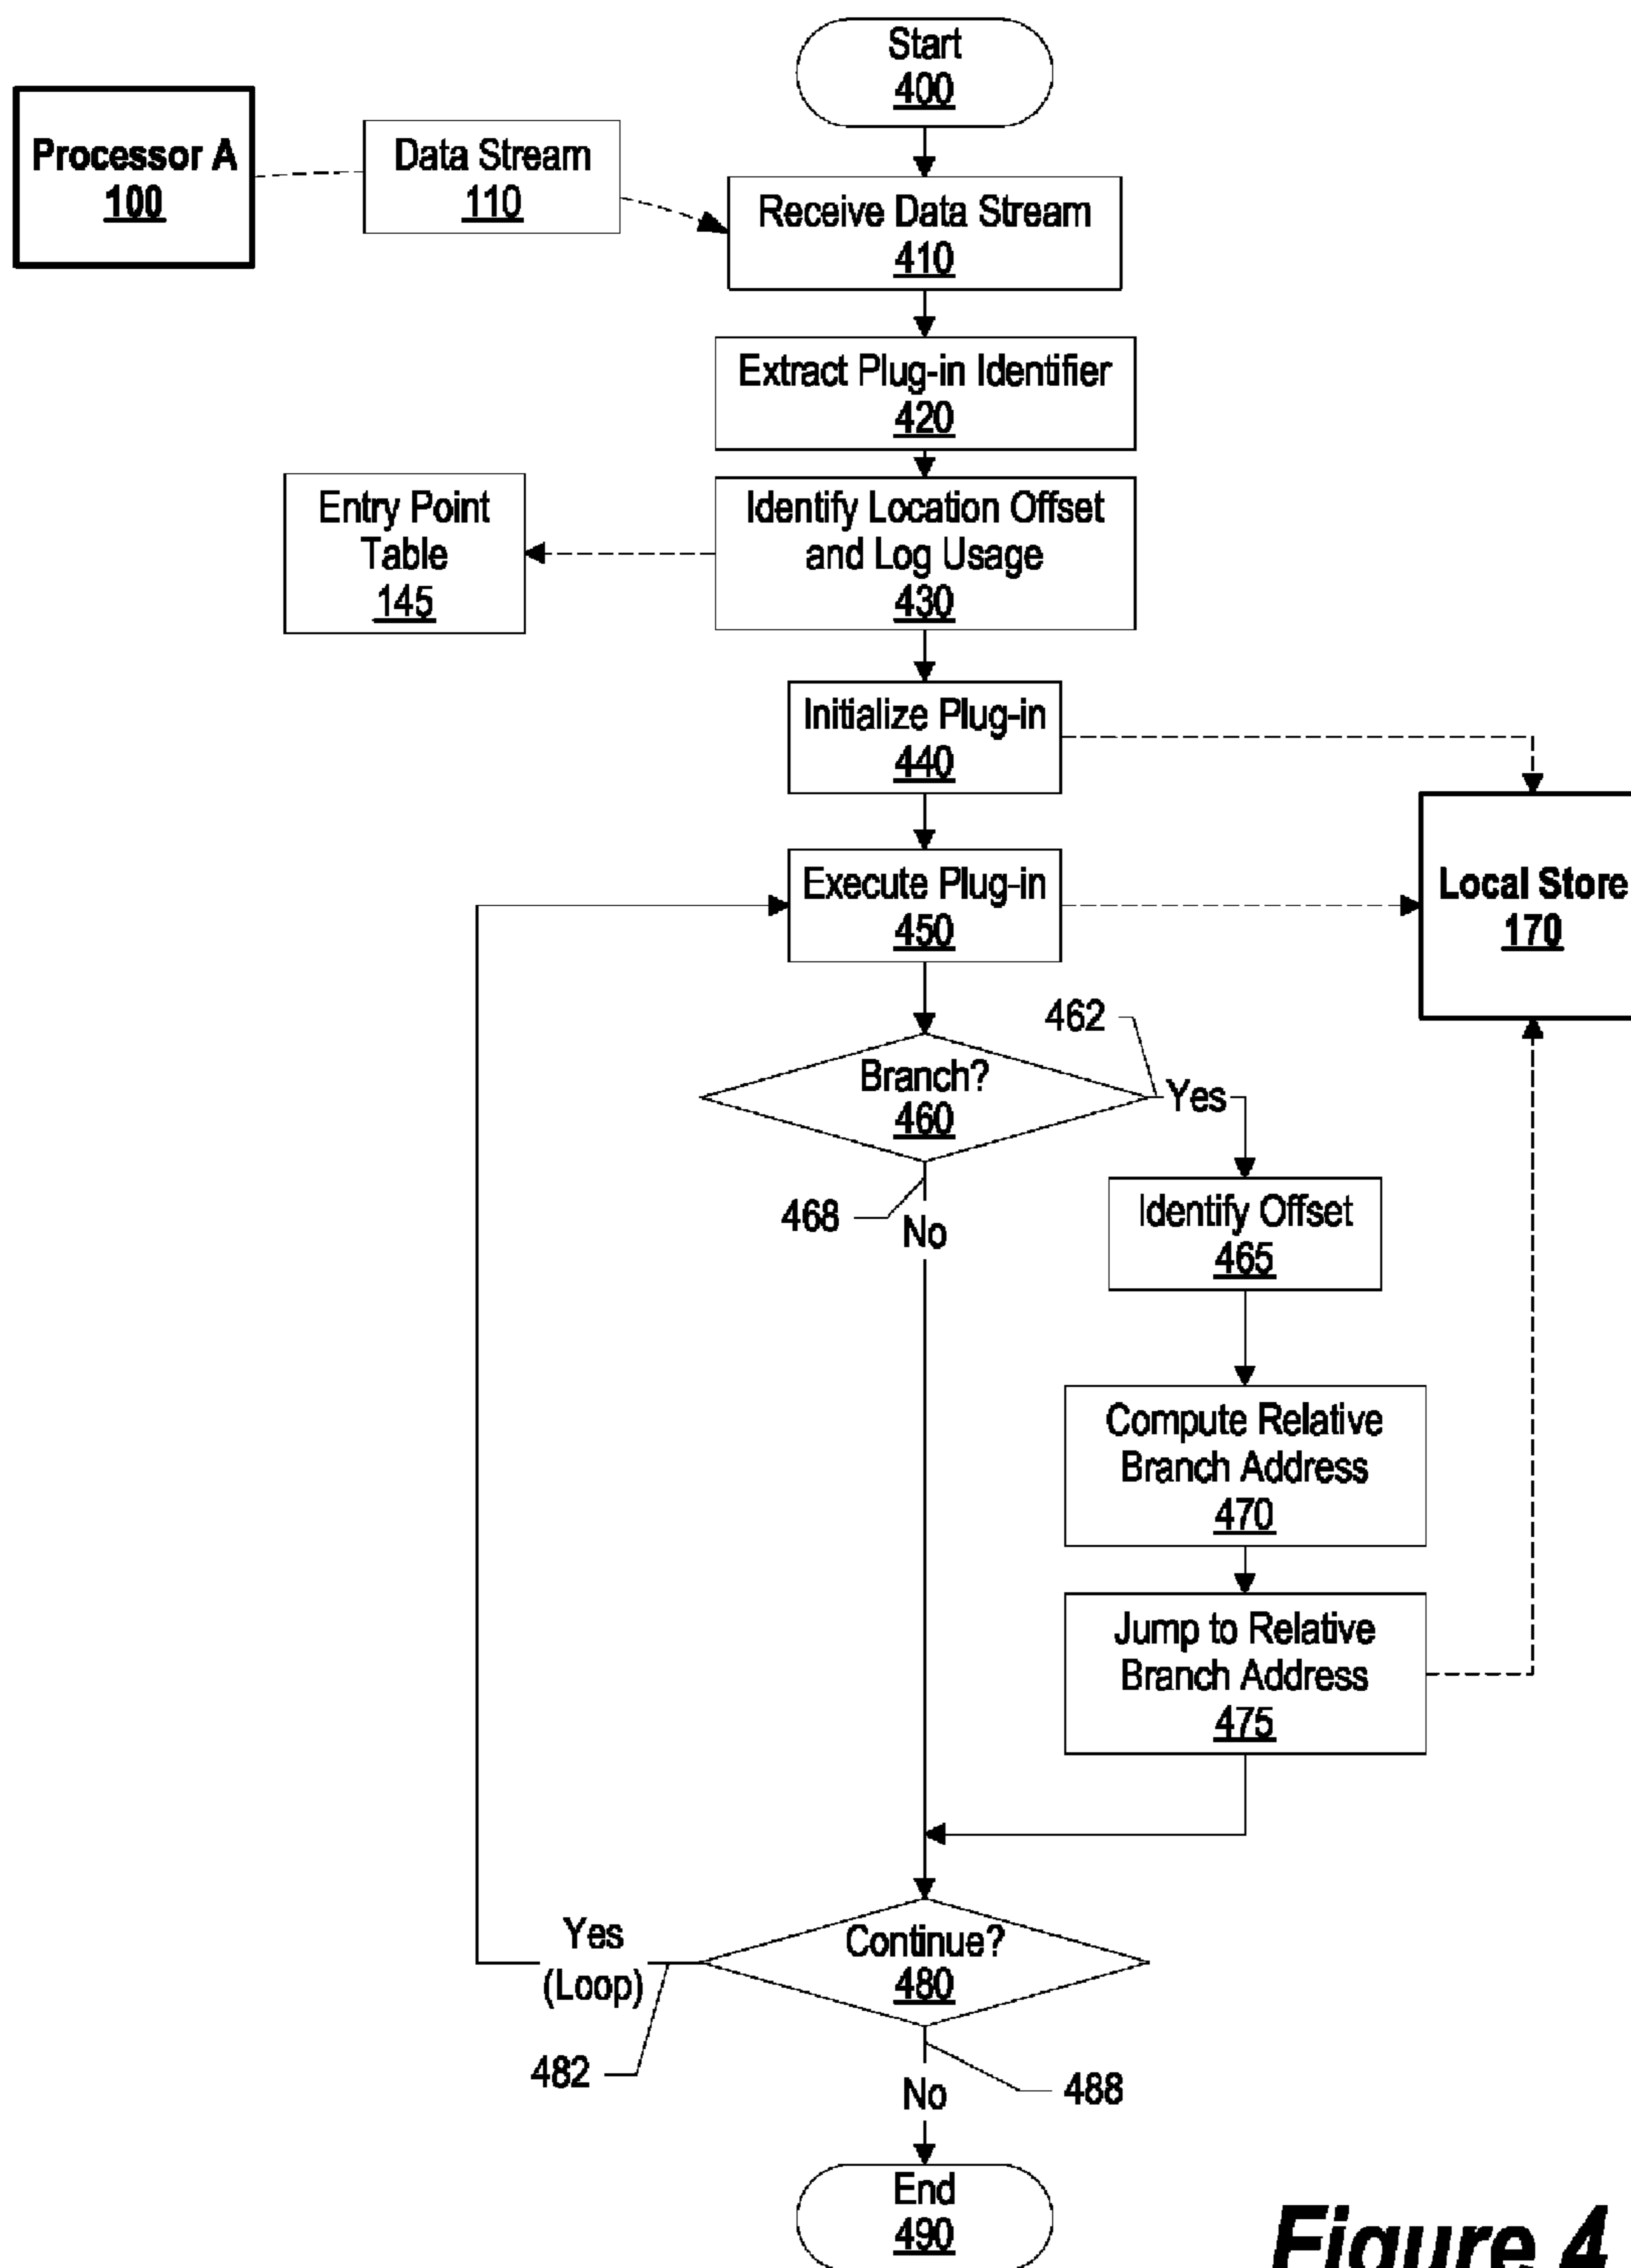 Start
400
Processor A
100
Data Stream
110
Receive Data Stream
410
Extract Plug-in Identifier
420
Entry Point
Table
145
Identify Location Offset
and Log Usage
430
Initialize Plug-in
440
Execute Plug-in
450
Local Store
170
462
Branch?
460
Yes
468
No
Identify Offset
465
Compute Relative
Branch Address
470
Jump to Relative
Branch Address
475
Yes
(Loop)
Continue?
480
482
No
488
End
490
Figure 4